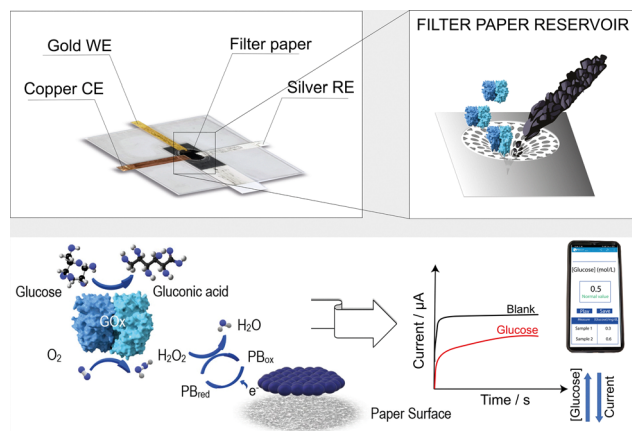 FILTER PAPER RESERVOIR
Gold WE
Filter paper
Copper CE
Silver RE
Glucose
Gluconic acid
GOx
O2
H2O2
H2O
PBox
PBred
e-
Paper Surface
Current / µA
Blank
Glucose
Time / s
[Glucose] (mol/L)
0.5
Normal value
Play
Save
Sample 1
0.5
Sample 2
[Glucose]
Current